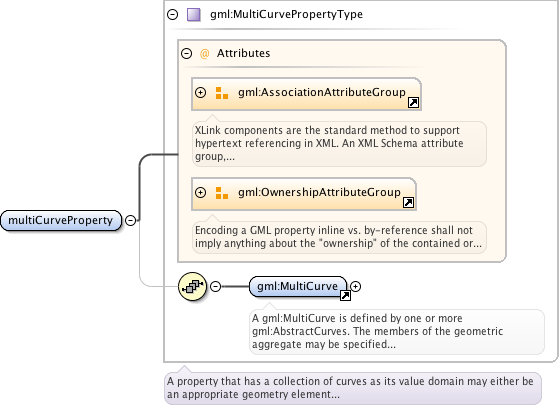 gml:MultiCurvePropertyType
@ Attributes
gml:AssociationAttributeGroup
XLink components are the standard method to support
hypertext referencing in XML. An XML Schema attribute
group,...
gml:OwnershipAttributeGroup
Encoding a GML property inline vs. by-reference shall not
imply anything about the "ownership" of the contained or...
multiCurveProperty
gml:MultiCurve
A gml:MultiCurve is defined by one or more
gml:AbstractCurves. The members of the geometric
aggregate may be specified...
A property that has a collection of curves as its value domain may either be
an appropriate geometry element...